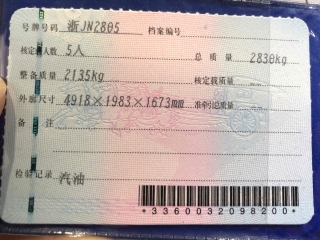 号牌号码 浙JN2805 档案编号
核定人数 5人 总质量 2830kg
整备质量 2135kg 核定载质量
外廓尺寸 4918×1983×1673mm 准牵引总质量
备注
检验记录 汽油
*3360032098200*